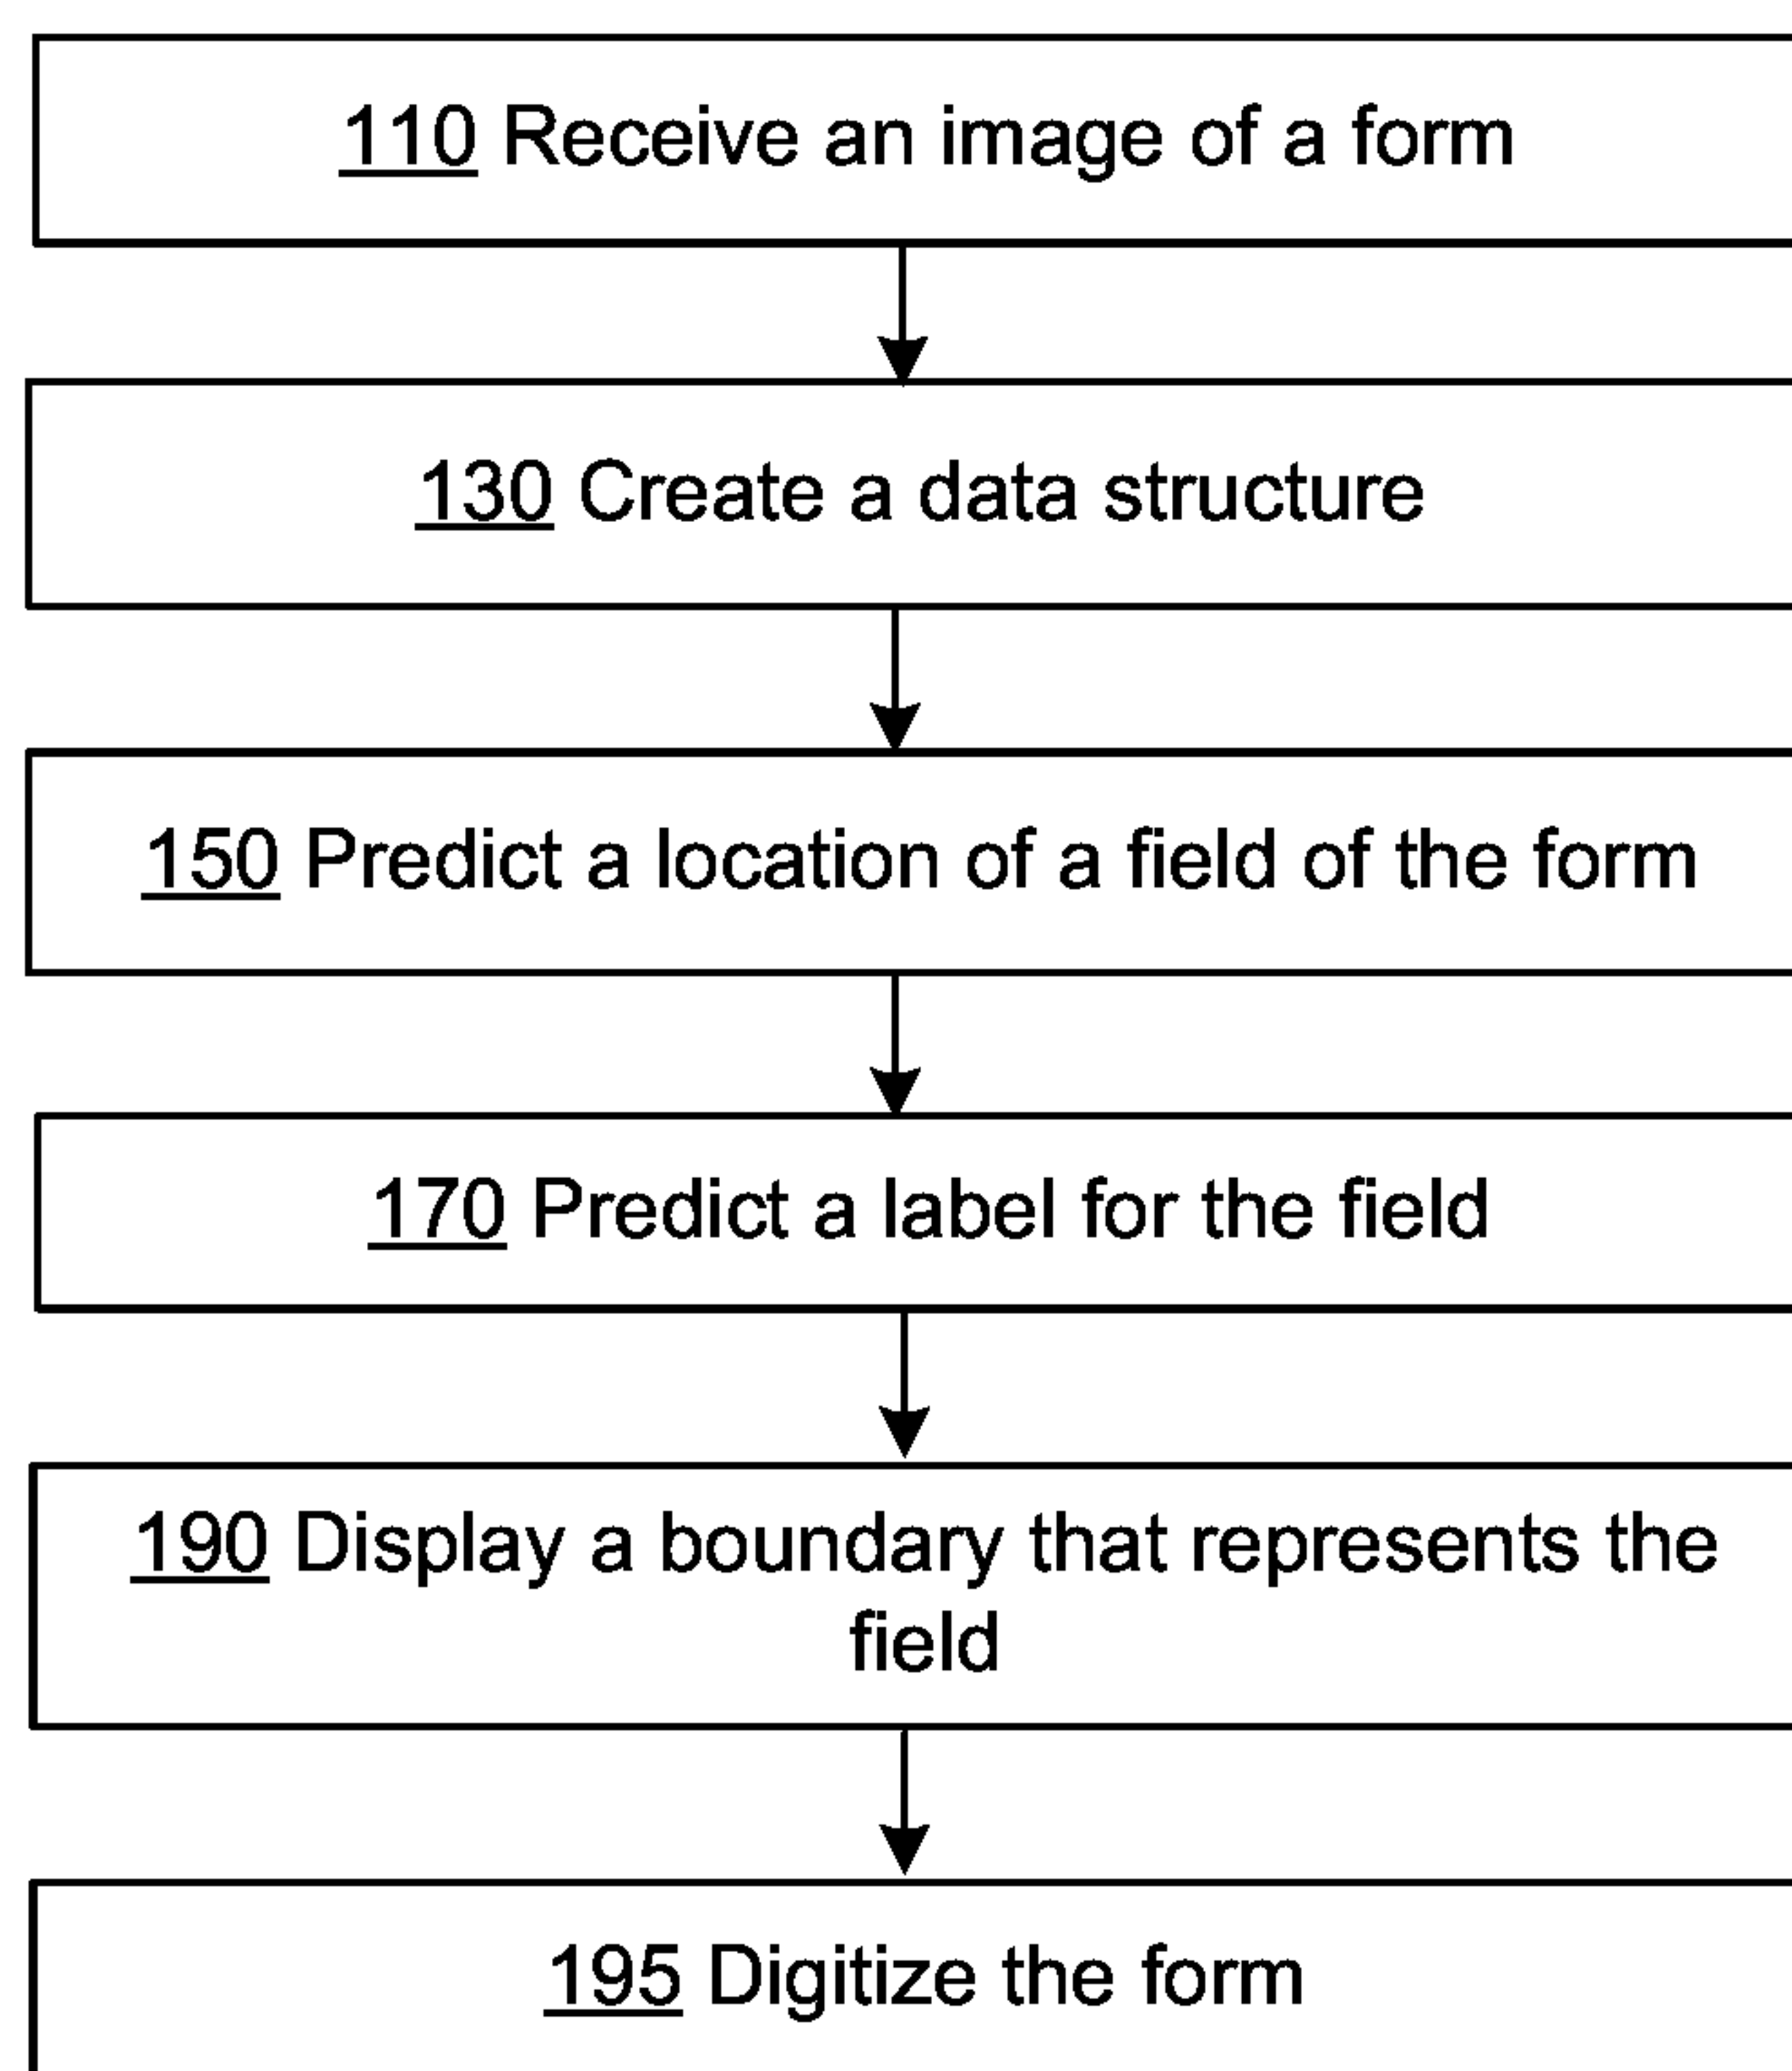 110 Receive an image of a form
130 Create a data structure
150 Predict a location of a field of the form
170 Predict a label for the field
190 Display a boundary that represents the
field
195 Digitize the form